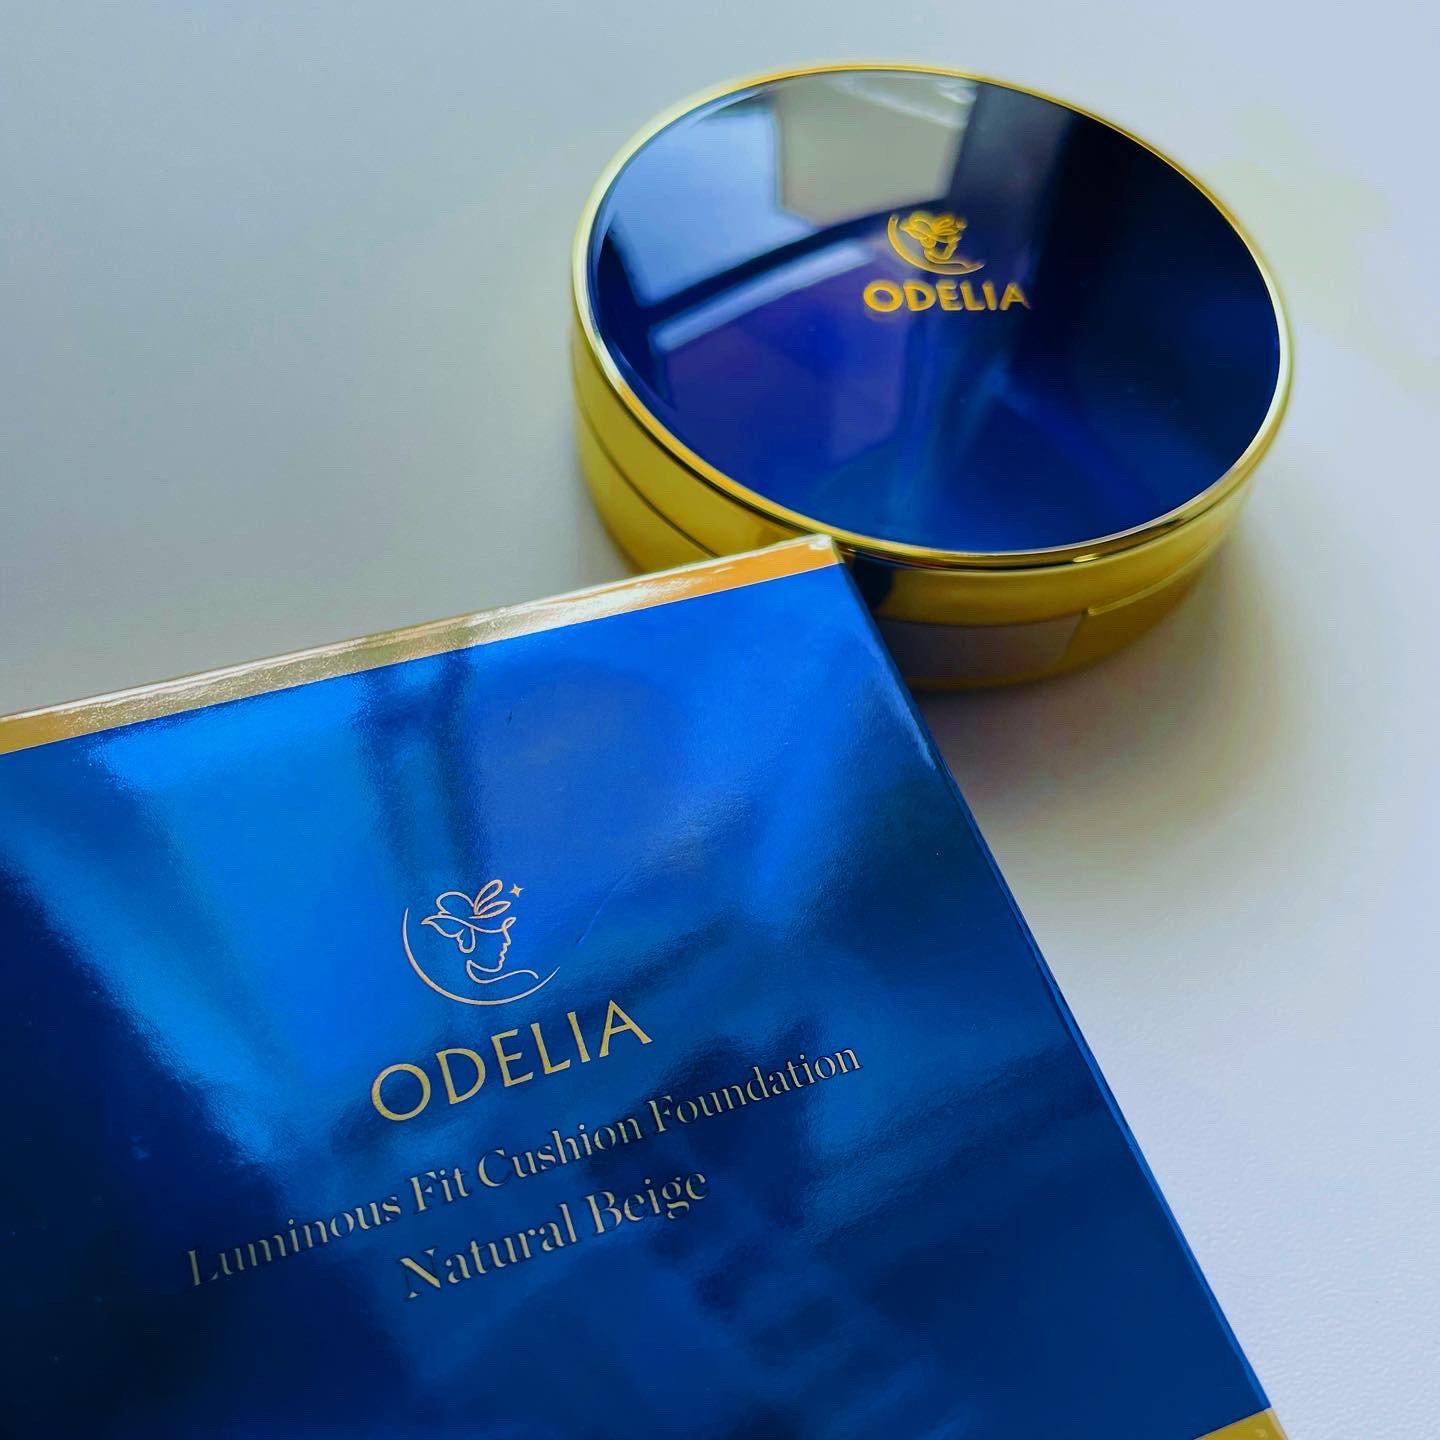 ODELIA
ODELIA
Luminous Fit Cushion Foundation
Natural Beige